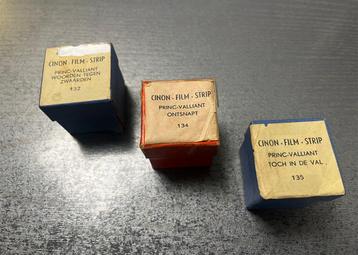 CINON - FILM - STRIP
PRINC-VALLIANT
WOORDEN TEGEN
ZWAARDEN
132
CINON - FILM - STRIP
PRINC-VALLIANT
ONTSNAPT
134
CINON - FILM - STRIP
PRINC-VALLIANT
TOCH IN DE VAL.
135